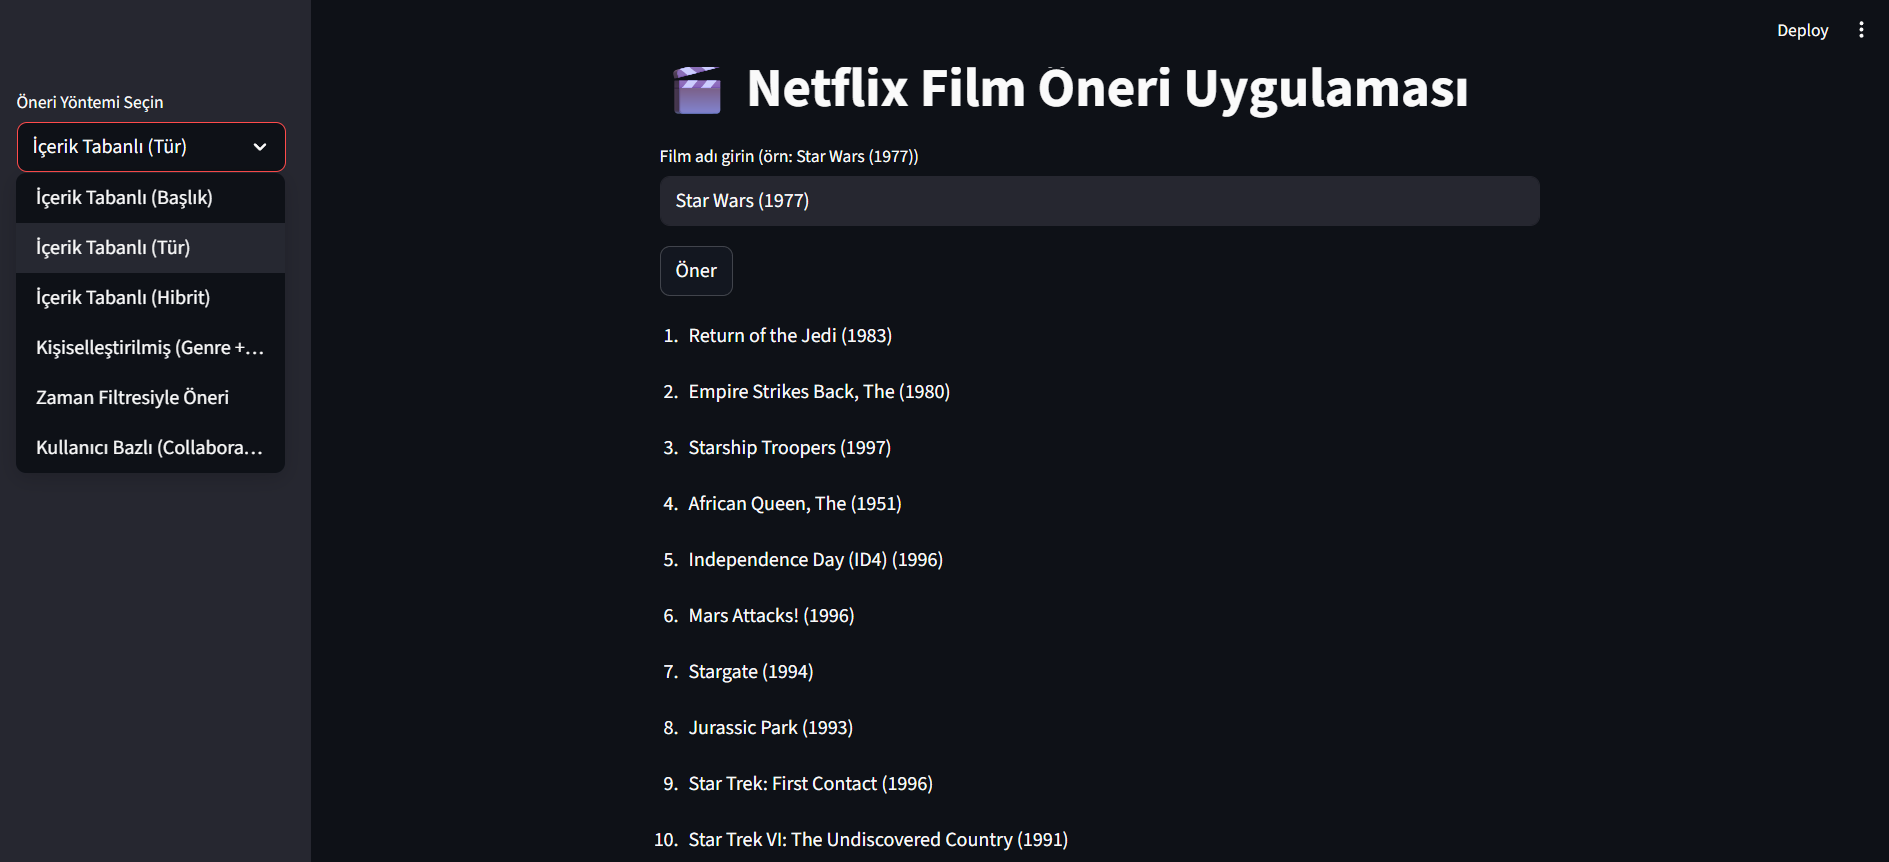 Deploy
Öneri Yöntemi Seçin
İçerik Tabanlı (Tür)
İçerik Tabanlı (Başlık)
İçerik Tabanlı (Tür)
İçerik Tabanlı (Hibrit)
Kişiselleştirilmiş (Genre +...
Zaman Filtresiyle Öneri
Kullanıcı Bazlı (Collabora...
Netflix Film Öneri Uygulaması
Film adı girin (örn: Star Wars (1977))
Star Wars (1977)
Öner
1. Return of the Jedi (1983)
2. Empire Strikes Back, The (1980)
3. Starship Troopers (1997)
4. African Queen, The (1951)
5. Independence Day (ID4) (1996)
6. Mars Attacks! (1996)
7. Stargate (1994)
8. Jurassic Park (1993)
9. Star Trek: First Contact (1996)
10. Star Trek VI: The Undiscovered Country (1991)